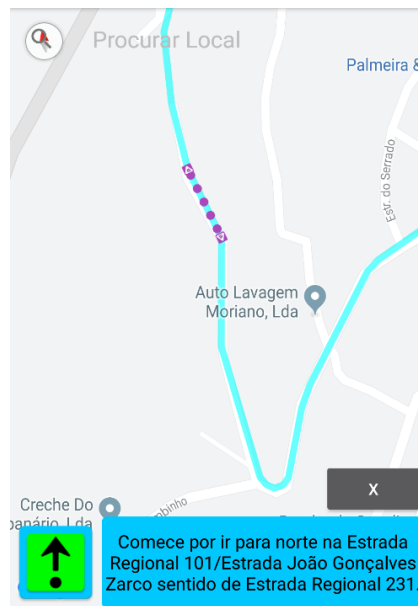 Procurar Local
Palmeira &
Estr. do Serrado
Auto Lavagem
Moriano, Lda
X
Creche Do
panário, Lda
Comece por ir para norte na Estrada
Regional 101/Estrada João Gonçalves
Zarco sentido de Estrada Regional 231.